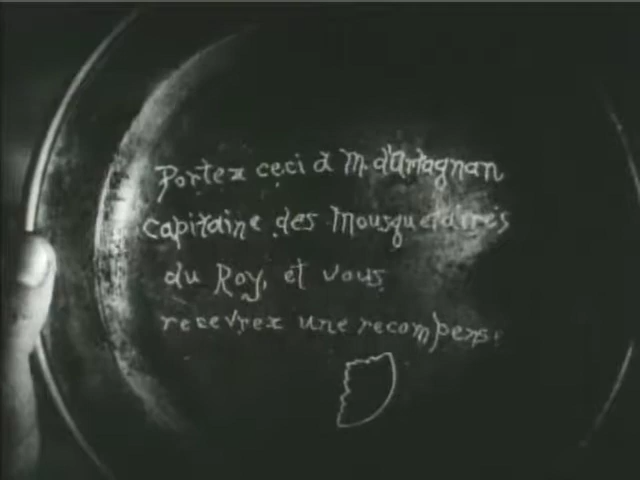 Portez ceci à M. d'Artagnan
capitaine des Mousquetaires
du Roy, et vous
recevrez une recompense